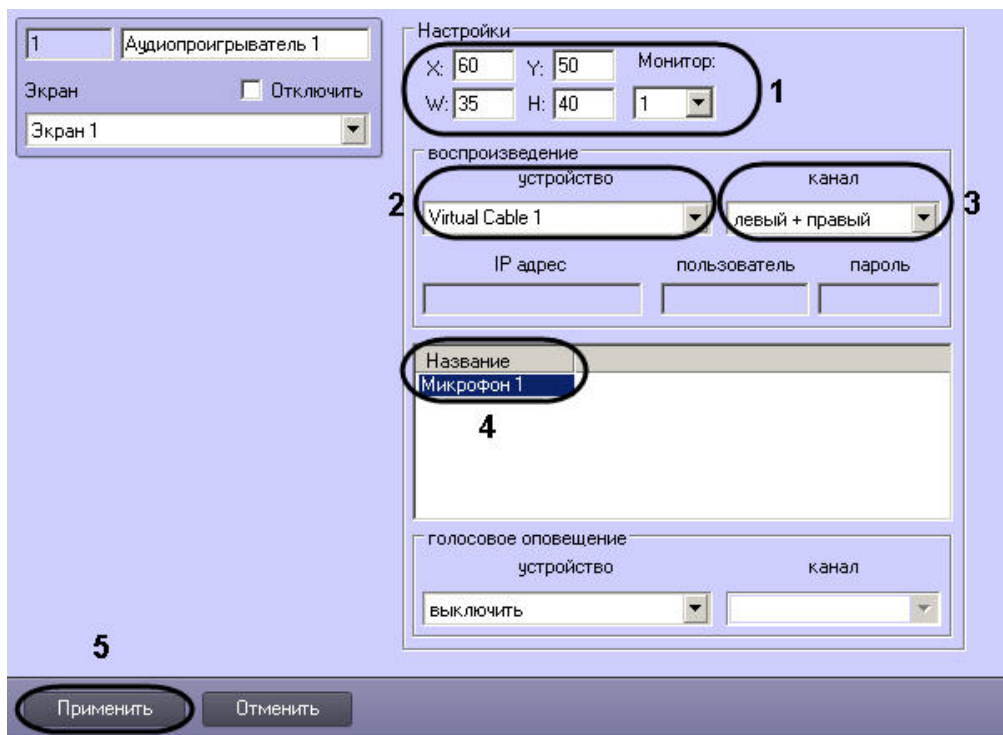 1 Аудиопроигрыватель 1
Экран Отключить
Экран 1
Настройки
X: 60 Y: 50 Монитор:
W: 35 H: 40 1
1
воспроизведение
устройство канал
2 Virtual Cable 1 левый + правый 3
IP адрес пользователь пароль
Название
Микрофон 1
4
голосовое оповещение
устройство канал
выключить
5
Применить Отменить